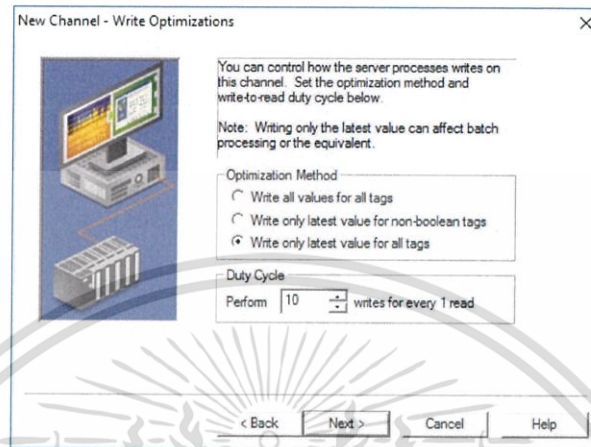 New Channel - Write Optimizations
You can control how the server processes writes on
this channel. Set the optimization method and
write-to-read duty cycle below.
Note: Writing only the latest value can affect batch
processing or the equivalent.
Optimization Method
Write all values for all tags
Write only latest value for non-boolean tags
Write only latest value for all tags
Duty Cycle
Perform 10 writes for every 1 read
< Back Next > Cancel Help